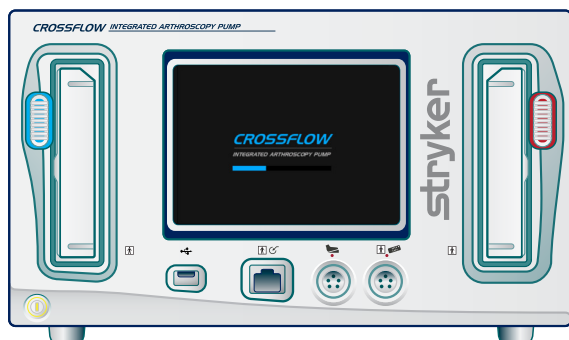 CROSSFLOW INTEGRATED ARTHROSCOPY PUMP
CROSSFLOW
INTEGRATED ARTHROSCOPY PUMP
stryker